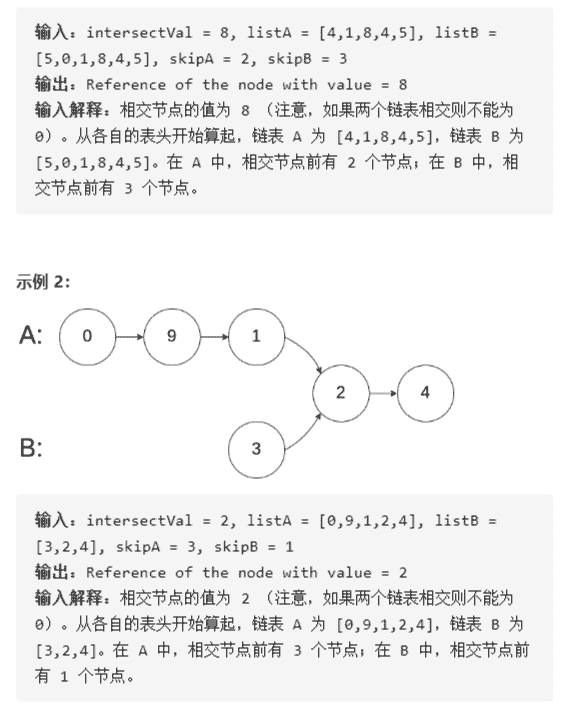 输入：intersectVal = 8, listA = [4,1,8,4,5], listB =
[5,0,1,8,4,5], skipA = 2, skipB = 3
输出：Reference of the node with value = 8
输入解释：相交节点的值为 8 （注意，如果两个链表相交则不能为
0）。从各自的表头开始算起，链表 A 为 [4,1,8,4,5]，链表 B 为
[5,0,1,8,4,5]。在 A 中，相交节点前有 2 个节点；在 B 中，相
交节点前有 3 个节点。
示例 2：
A: 0 9 1
2 4
B: 3
输入：intersectVal = 2, listA = [0,9,1,2,4], listB =
[3,2,4], skipA = 3, skipB = 1
输出：Reference of the node with value = 2
输入解释：相交节点的值为 2 （注意，如果两个链表相交则不能为
0）。从各自的表头开始算起，链表 A 为 [0,9,1,2,4]，链表 B 为
[3,2,4]。在 A 中，相交节点前有 3 个节点；在 B 中，相交节点前
有 1 个节点。